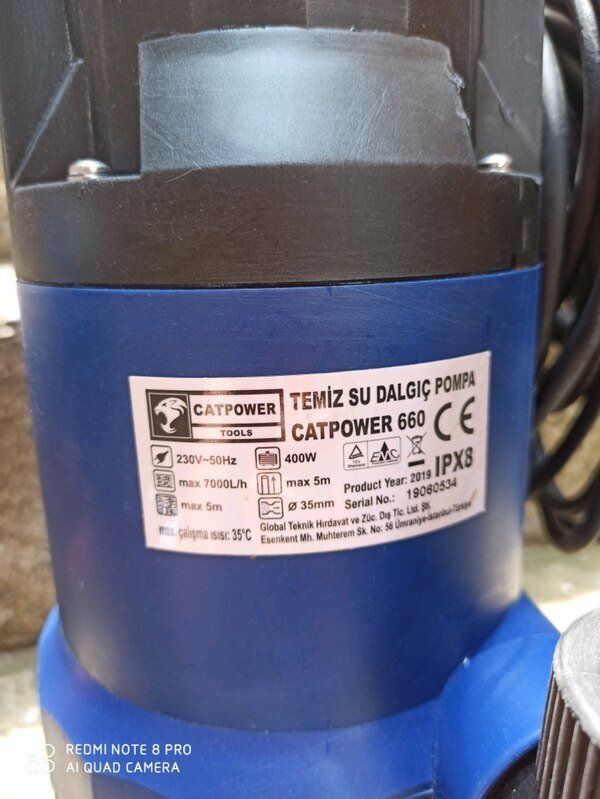 CATPOWER
TOOLS
TEMİZ SU DALGIÇ POMPA
CATPOWER 660
CE
230V~50Hz
400W
EMC
max 7000L/h
max 5m
Product Year: 2019
IPX8
max 5m
Ø 35mm
Serial No.: 19060534
max. çalışma ısısı: 35°C
Global Teknik Hırdavat ve Züc. Dış Tic. Ltd. Şti.
Esenkent Mh. Muhterem Sk. No: 56 Ümraniye-İstanbul-Türkiye
REDMI NOTE 8 PRO
AI QUAD CAMERA